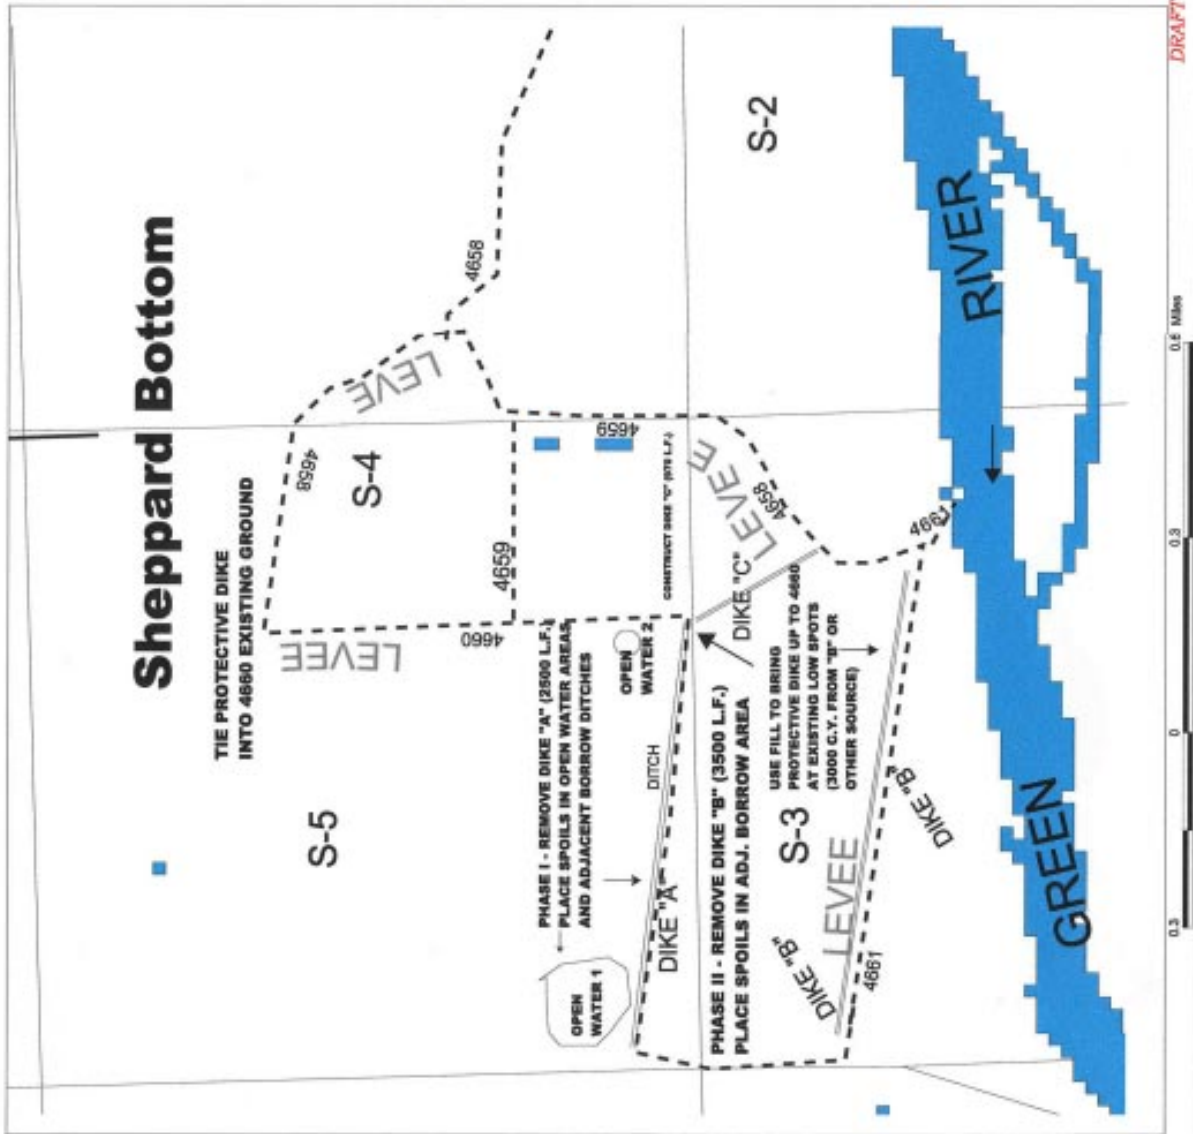 Sheppard Bottom
TIE PROTECTIVE DIKE
INTO 4660 EXISTING GROUND
S-5
S-4
S-2
S-3
4658
4658
LEVE
LEVEE
4660
4659
4659
PHASE I - REMOVE DIKE "A" (2500 L.F.)
PLACE SPOILS IN OPEN WATER AREAS
AND ADJACENT BORROW DITCHES
OPEN
WATER 1
OPEN
WATER 2
DITCH
DIKE "A"
CONSTRUCT DIKE "C" (670 L.F.)
LEVEE
LEVEE
4658
4661
DIKE "C"
PHASE II - REMOVE DIKE "B" (3500 L.F.)
PLACE SPOILS IN ADJ. BORROW AREA
USE FILL TO BRING
PROTECTIVE DIKE UP TO 4660
AT EXISTING LOW SPOTS
(3000 C.Y. FROM "B" OR
OTHER SOURCE)
LEVEE
DIKE "B"
DIKE "B"
4661
GREEN RIVER
0.3 0 0.3 0.6 Miles
DRAFT